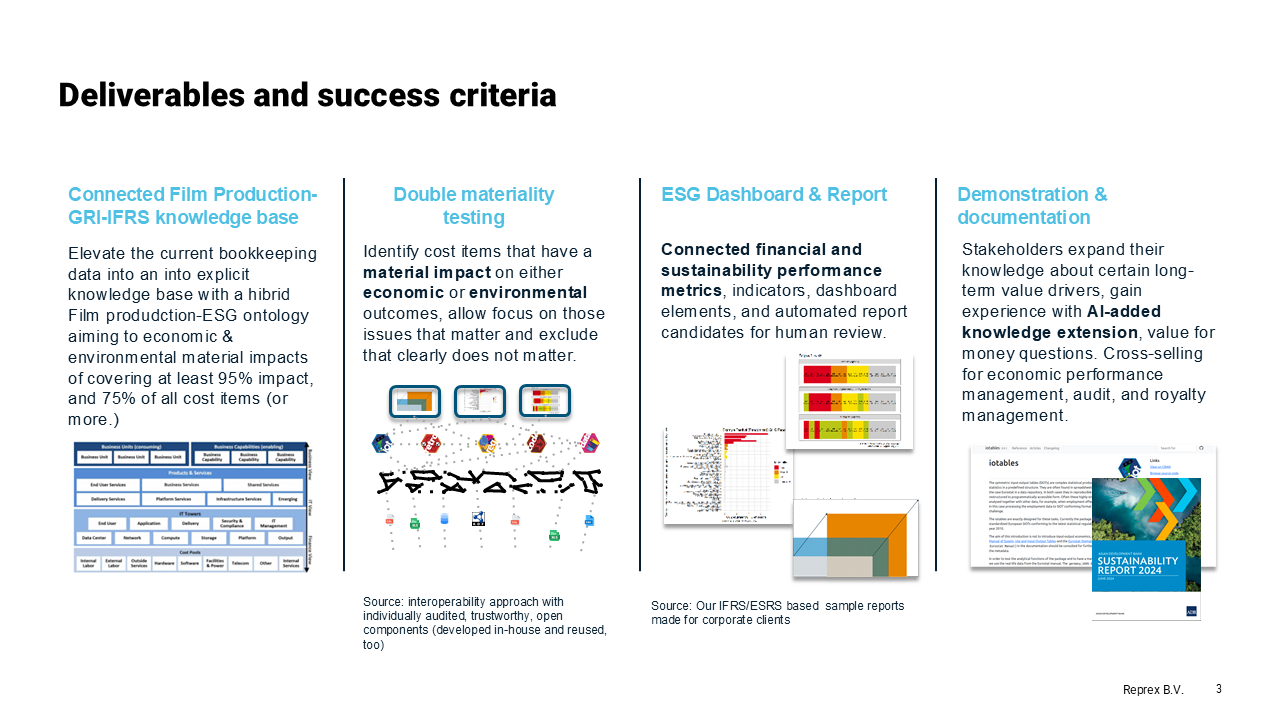 Deliverables and success criteria
Connected Film Production-
GRI-IFRS knowledge base
Elevate the current bookkeeping
data into an into explicit
knowledge base with a hibrid
Film produdction-ESG ontology
aiming to economic &
environmental material impacts
of covering at least 95% impact,
and 75% of all cost items (or
more.)
Business Units (consuming)
Business Capabilities (enabling)
Business Unit
Business Unit
Business Unit
Business Capability
Business Capability
Business Capability
Products & Services
End User Services
Business Services
Shared Services
Delivery Services
Platform Services
Infrastructure Services
Emerging
IT Towers
End User
Application
Delivery
Security & Compliance
IT Management
Data Center
Network
Compute
Storage
Platform
Output
Cost Pools
Internal Labor
External Labor
Outside Services
Hardware
Software
Facilities & Power
Telecom
Other
Internal Services
Business View
IT View
Finance View
Double materiality
testing
Identify cost items that have a
material impact on either
economic or environmental
outcomes, allow focus on those
issues that matter and exclude
that clearly does not matter.
Source: interoperability approach with
individually audited, trustworthy, open
components (developed in-house and reused,
too)
ESG Dashboard & Report
Connected financial and
sustainability performance
metrics, indicators, dashboard
elements, and automated report
candidates for human review.
Source: Our IFRS/ESRS based sample reports
made for corporate clients
Demonstration &
documentation
Stakeholders expand their
knowledge about certain long-
term value drivers, gain
experience with AI-added
knowledge extension, value for
money questions. Cross-selling
for economic performance
management, audit, and royalty
management.
iotables
iotables
Links
ASIAN DEVELOPMENT BANK
SUSTAINABILITY
REPORT 2024
JUNE 2024
ADB
Reprex B.V.
3